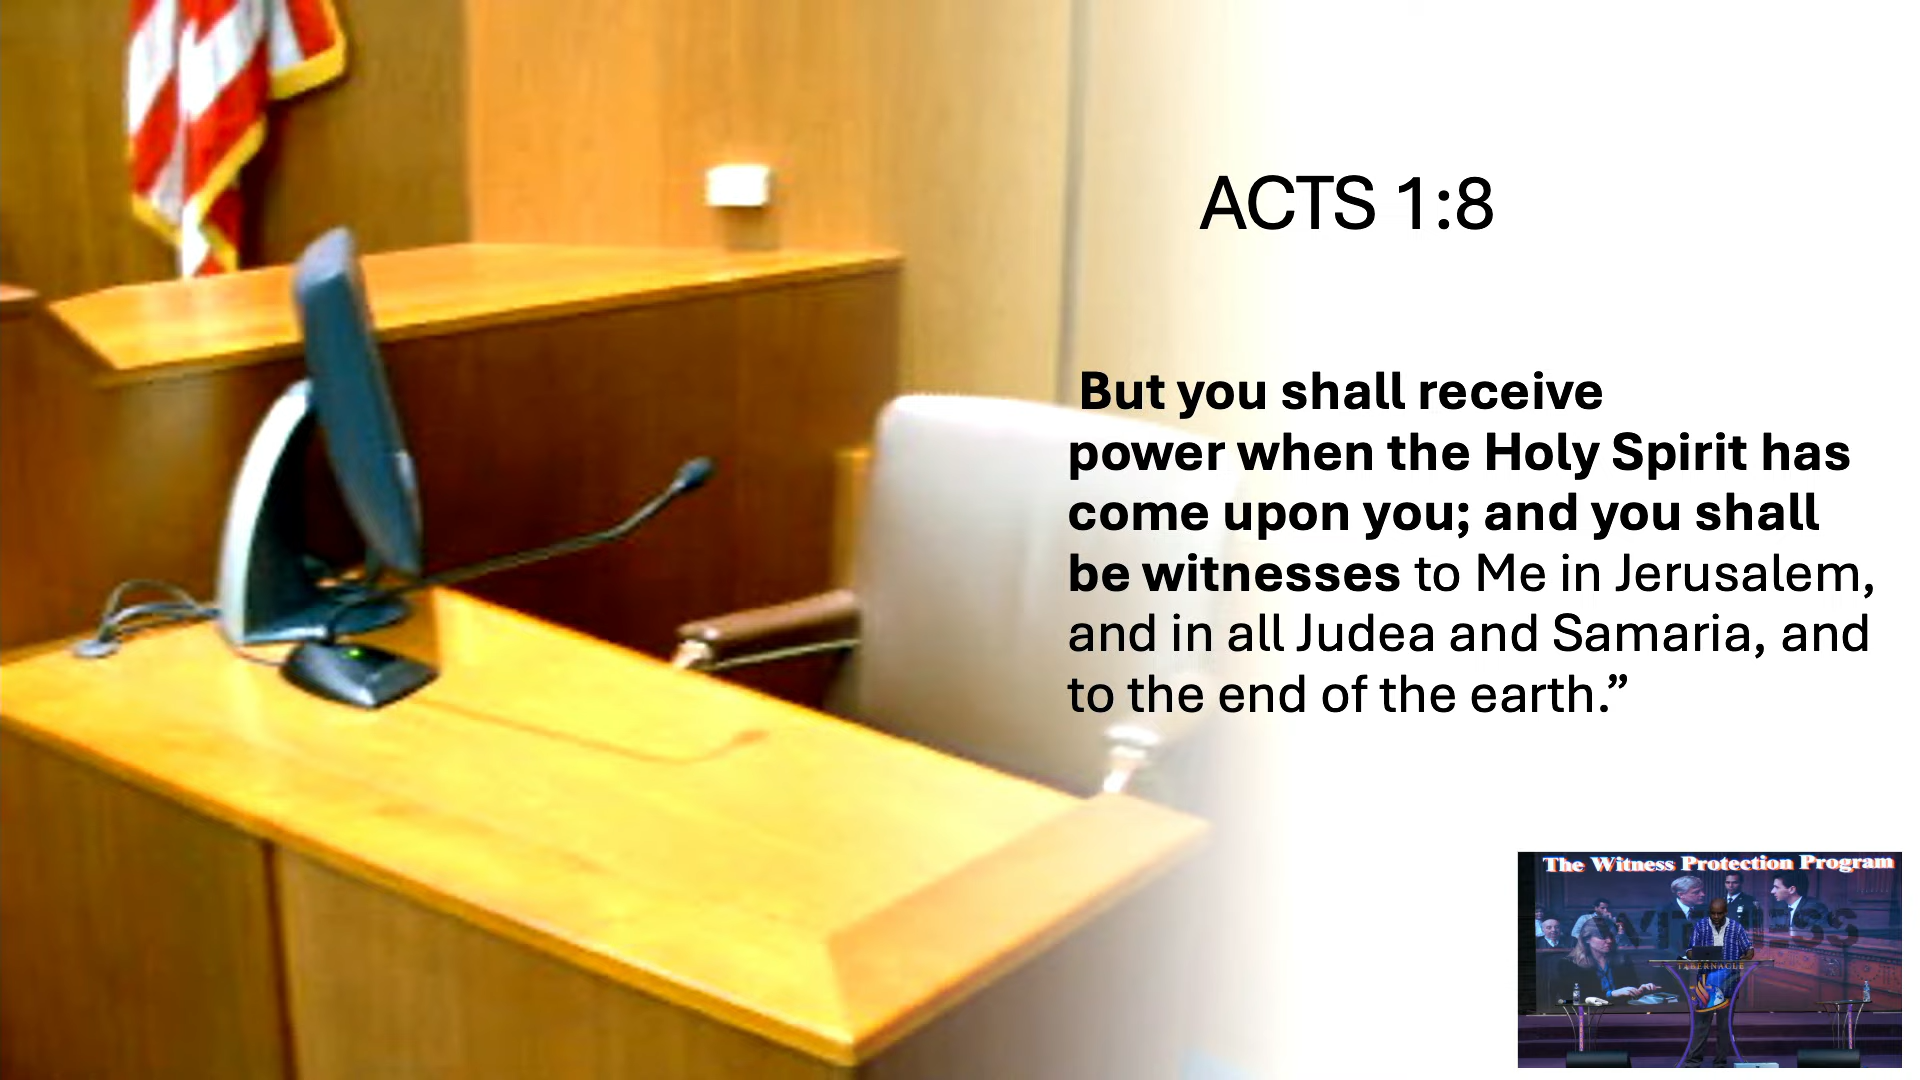 ACTS 1:8
But you shall receive
power when the Holy Spirit has
come upon you; and you shall
be witnesses to Me in Jerusalem,
and in all Judea and Samaria, and
to the end of the earth.”
The Witness Protection Program
WITNESS
TABERNACLE